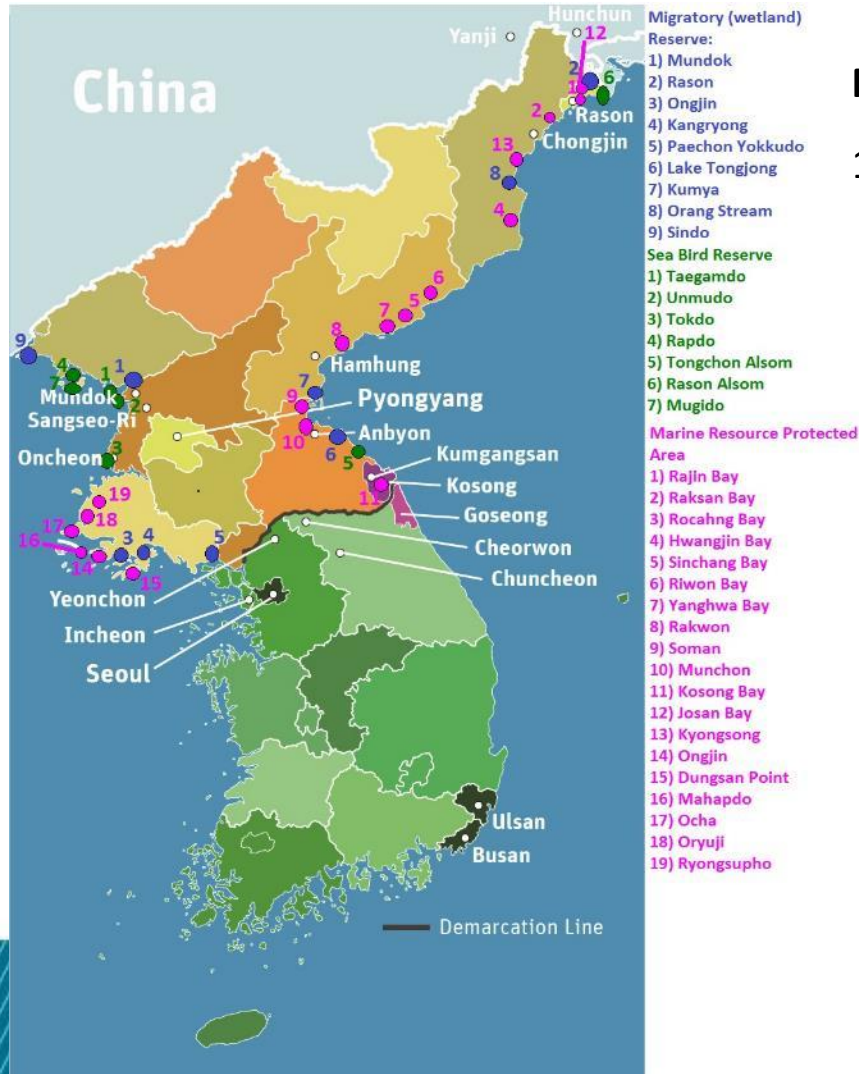 Hunchun
Yanji
12
China
2
6
1
Rason
2
Chongjin
13
8
4
6
5
7
8
9
Hamhung
4
1
1
7
7
Mundok
2
9
Pyongyang
Sangseo-Ri
10
Anbyon
6
Oncheon
3
5
Kumgangsan
11
Kosong
19
Goseong
18
17
16
3
4
5
Cheorwon
14
15
Chuncheon
Yeonchon
Incheon
Seoul
Ulsan
Busan
Demarcation Line
Migratory (wetland)
Reserve:
1) Mundok
2) Rason
3) Ongjin
4) Kangryong
5) Paechon Yokkudo
6) Lake Tongjong
7) Kumya
8) Orang Stream
9) Sindo
Sea Bird Reserve
1) Taegamdo
2) Unmudo
3) Tokdo
4) Rapdo
5) Tongchon Alsom
6) Rason Alsom
7) Mugido
Marine Resource Protected
Area
1) Rajin Bay
2) Raksan Bay
3) Rocahng Bay
4) Hwangjin Bay
5) Sinchang Bay
6) Riwon Bay
7) Yanghwa Bay
8) Rakwon
9) Soman
10) Munchon
11) Kosong Bay
12) Josan Bay
13) Kyongsong
14) Ongjin
15) Dungsan Point
16) Mahapdo
17) Ocha
18) Oryuji
19) Ryongsupho